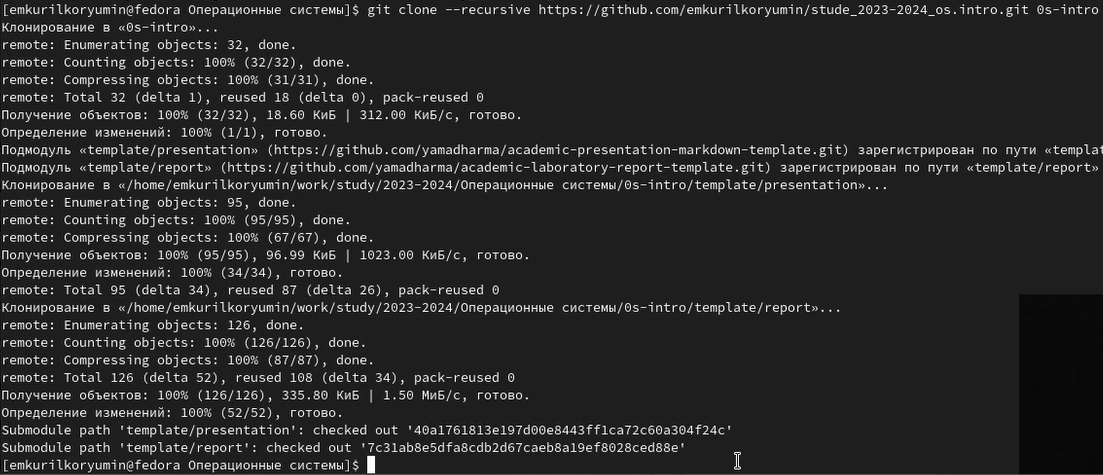 [emkurilkoryumin@fedora Операционные системы]$ git clone --recursive https://github.com/emkurilkoryumin/stude_2023-2024_os.intro.git 0s-intro
Клонирование в «0s-intro»...
remote: Enumerating objects: 32, done.
remote: Counting objects: 100% (32/32), done.
remote: Compressing objects: 100% (31/31), done.
remote: Total 32 (delta 1), reused 18 (delta 0), pack-reused 0
Получение объектов: 100% (32/32), 18.60 КиБ | 312.00 КиБ/с, готово.
Определение изменений: 100% (1/1), готово.
Подмодуль «template/presentation» (https://github.com/yamadharma/academic-presentation-markdown-template.git) зарегистрирован по пути «templat
Подмодуль «template/report» (https://github.com/yamadharma/academic-laboratory-report-template.git) зарегистрирован по пути «template/report»
Клонирование в «/home/emkurilkoryumin/work/study/2023-2024/Операционные системы/0s-intro/template/presentation»...
remote: Enumerating objects: 95, done.
remote: Counting objects: 100% (95/95), done.
remote: Compressing objects: 100% (67/67), done.
Получение объектов: 100% (95/95), 96.99 КиБ | 1023.00 КиБ/с, готово.
Определение изменений: 100% (34/34), готово.
remote: Total 95 (delta 34), reused 87 (delta 26), pack-reused 0
Клонирование в «/home/emkurilkoryumin/work/study/2023-2024/Операционные системы/0s-intro/template/report»...
remote: Enumerating objects: 126, done.
remote: Counting objects: 100% (126/126), done.
remote: Compressing objects: 100% (87/87), done.
remote: Total 126 (delta 52), reused 108 (delta 34), pack-reused 0
Получение объектов: 100% (126/126), 335.80 КиБ | 1.50 МиБ/с, готово.
Определение изменений: 100% (52/52), готово.
Submodule path 'template/presentation': checked out '40a1761813e197d00e8443ff1ca72c60a304f24c'
Submodule path 'template/report': checked out '7c31ab8e5dfa8cdb2d67caeb8a19ef8028ced88e'
[emkurilkoryumin@fedora Операционные системы]$